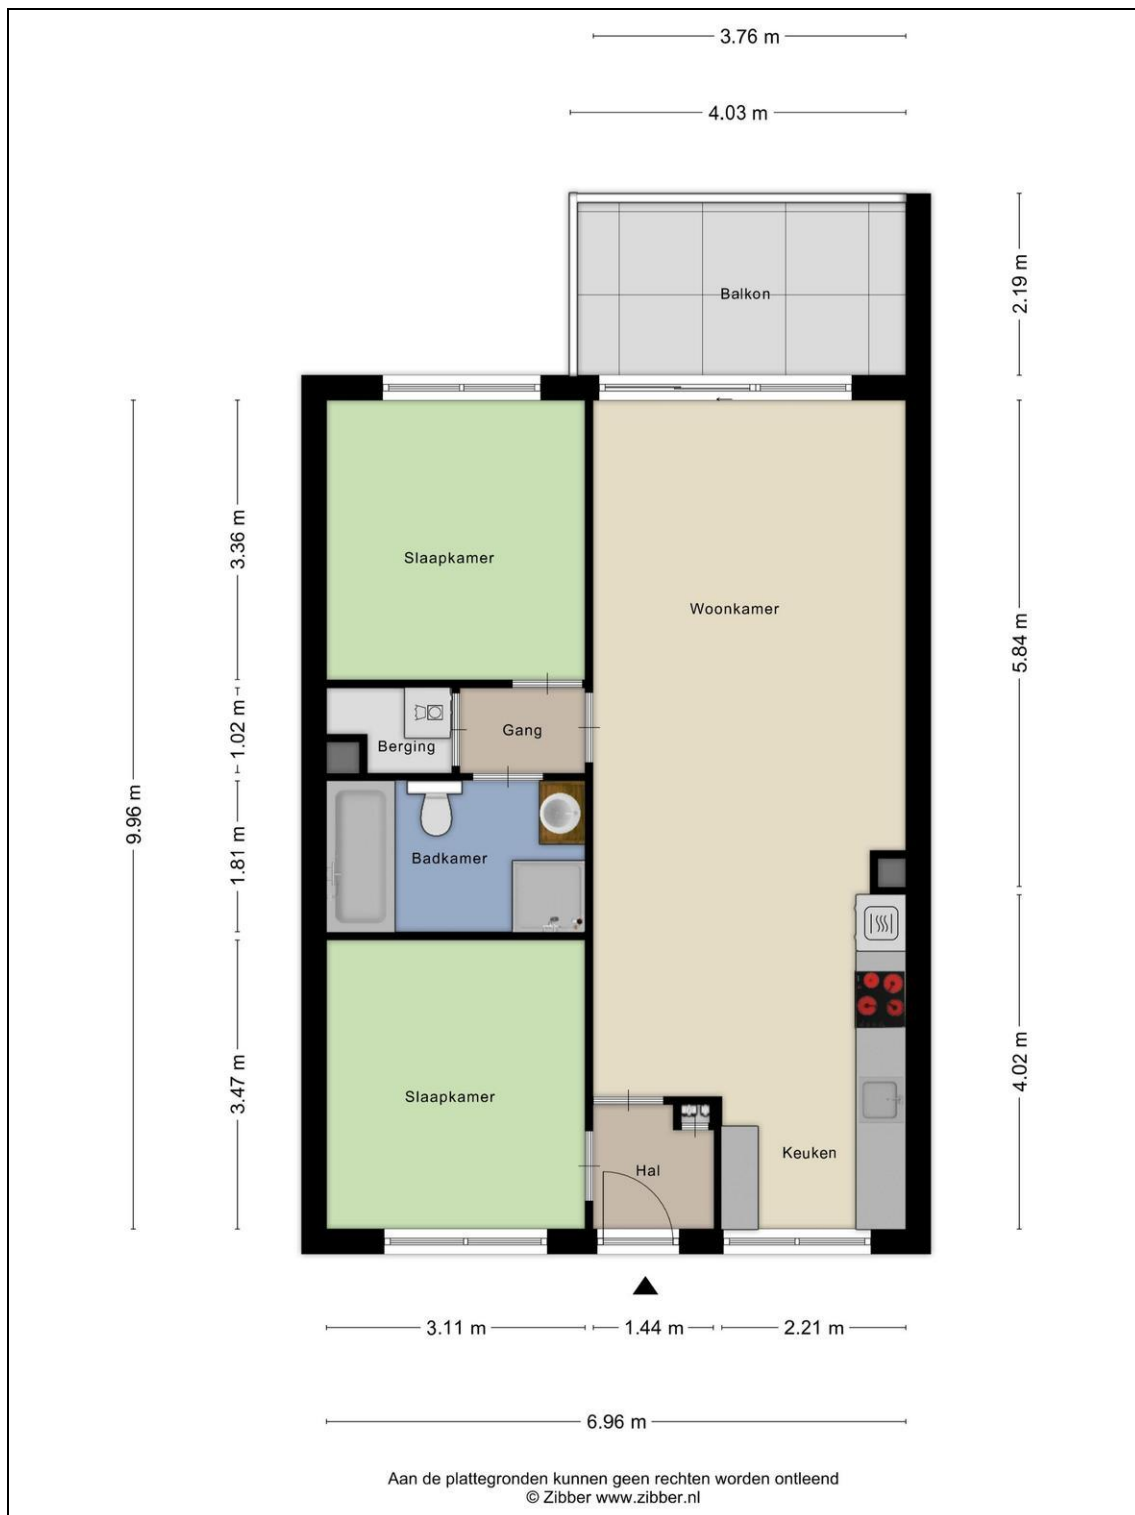 3.76 m
4.03 m
2.19 m
Balkon
3.36 m
Slaapkamer
Woonkamer
5.84 m
1.02 m
Gang
Berging
9.96 m
1.81 m
Badkamer
4.02 m
3.47 m
Slaapkamer
Keuken
Hal
3.11 m
1.44 m
2.21 m
6.96 m
Aan de plattegronden kunnen geen rechten worden ontleend
© Zibber www.zibber.nl